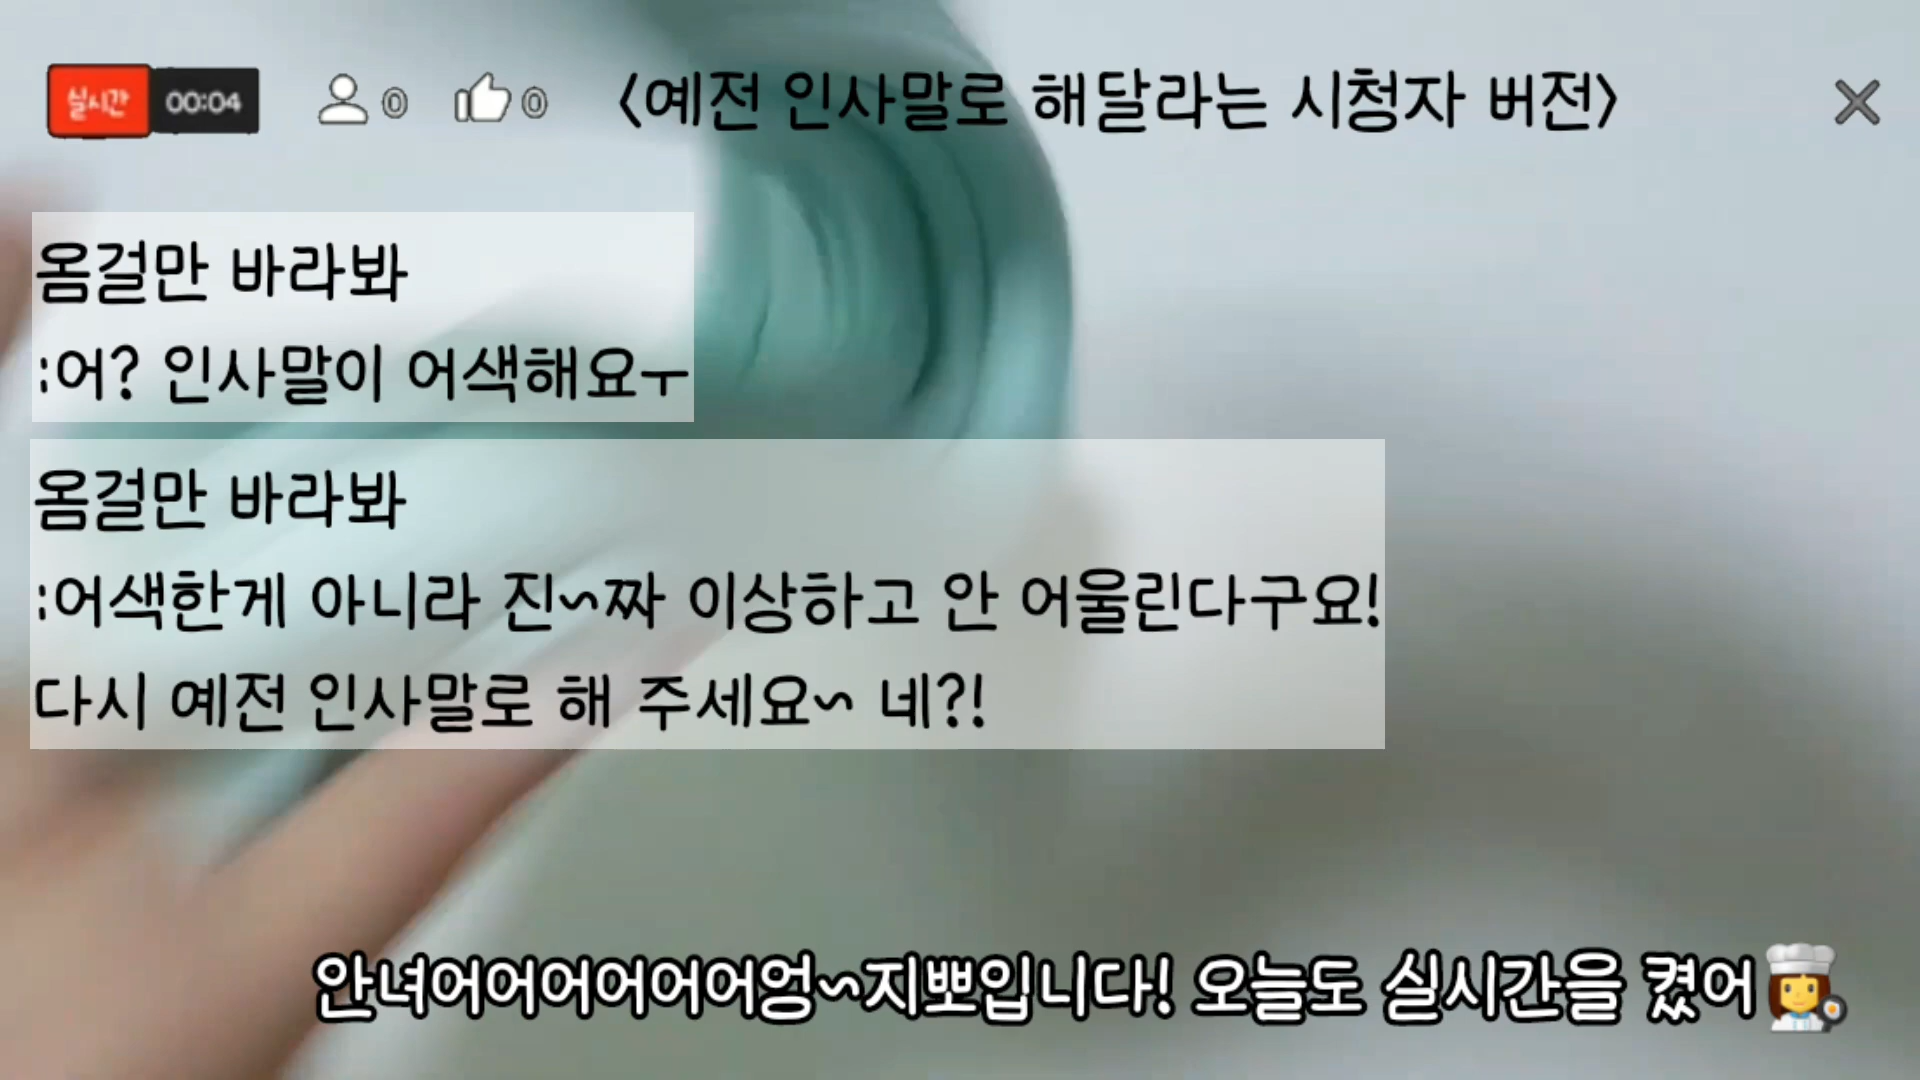 실시간 00:04 0 0 <예전 인사말로 해달라는 시청자 버전>
옴걸만 바라봐
:어? 인사말이 어색해요ㅜ
옴걸만 바라봐
:어색한게 아니라 진~짜 이상하고 안 어울린다구요!
다시 예전 인사말로 해 주세요~ 네?!
안녀어어어어어어엉~지뽀입니다! 오늘도 실시간을 켰어